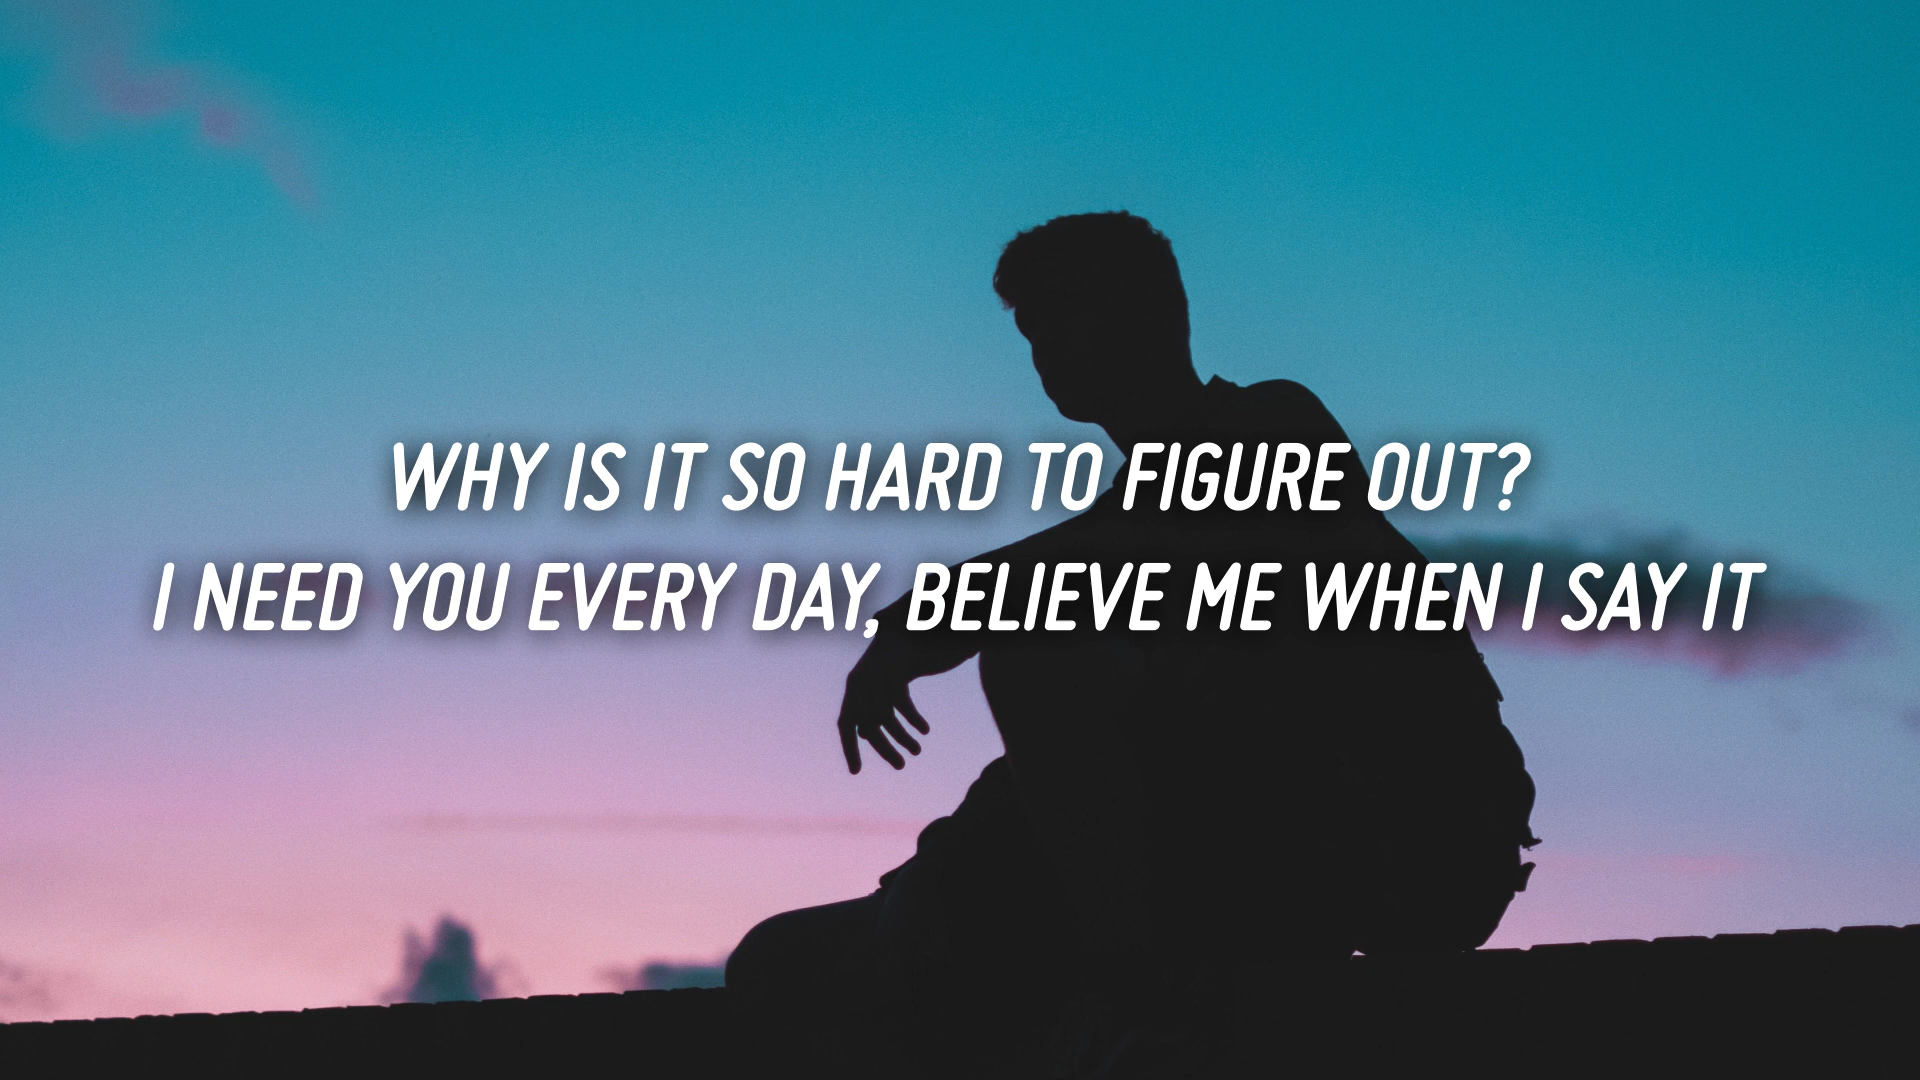 WHY IS IT SO HARD TO FIGURE OUT?
I NEED YOU EVERY DAY, BELIEVE ME WHEN I SAY IT